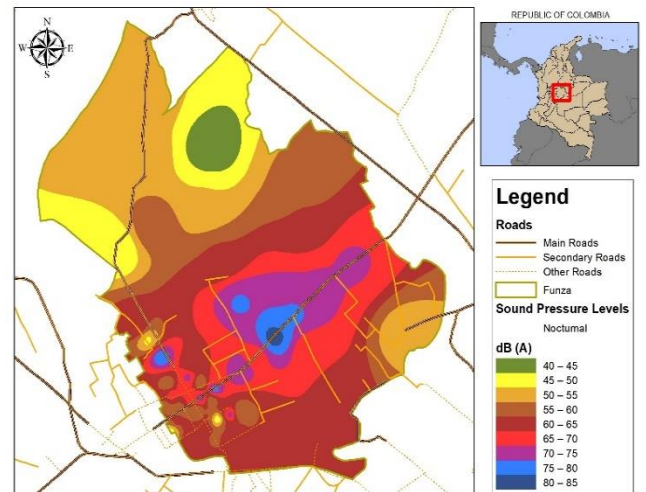 N
W
E
S
REPUBLIC OF COLOMBIA
Legend
Roads
Main Roads
Secondary Roads
Other Roads
Funza
Sound Pressure Levels
Nocturnal
dB (A)
40 – 45
45 – 50
50 – 55
55 – 60
60 – 65
65 – 70
70 – 75
75 – 80
80 – 85